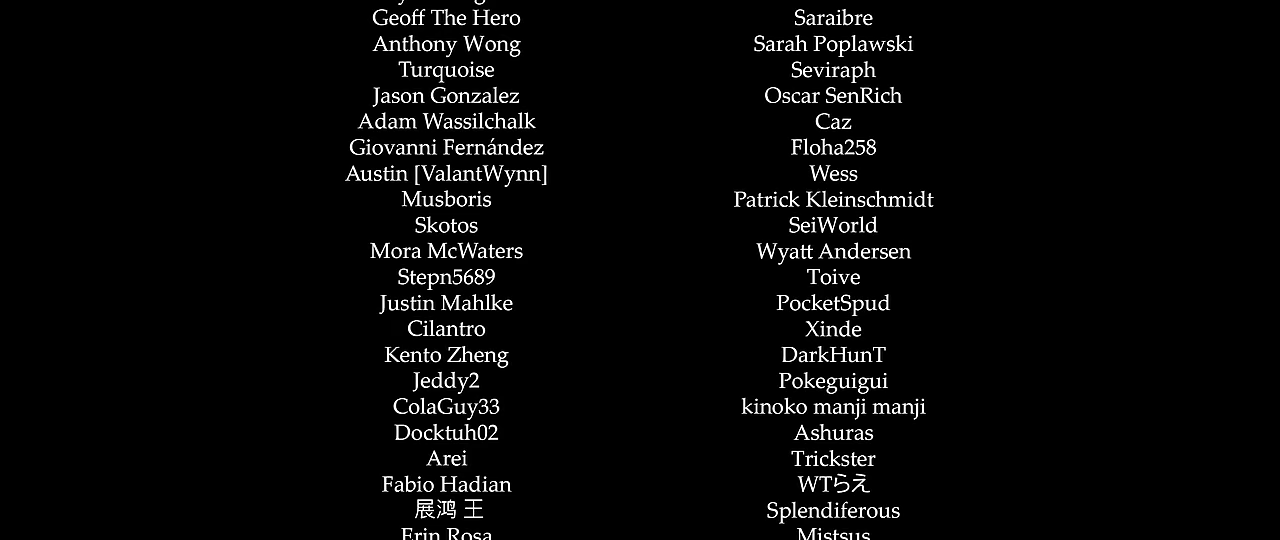 Geoff The Hero
Anthony Wong
Turquoise
Jason Gonzalez
Adam Wassilchalk
Giovanni Fernández
Austin [ValantWynn]
Musboris
Skotos
Mora McWaters
Stepn5689
Justin Mahlke
Cilantro
Kento Zheng
Jeddy2
ColaGuy33
Docktuh02
Arei
Fabio Hadian
展鸿 王
Erin Rosa
Saraibre
Sarah Poplawski
Seviraph
Oscar SenRich
Caz
Floha258
Wess
Patrick Kleinschmidt
SeiWorld
Wyatt Andersen
Toive
PocketSpud
Xinde
DarkHunT
Pokeguigui
kinoko manji manji
Ashuras
Trickster
WTらえ
Splendiferous
Mistsus